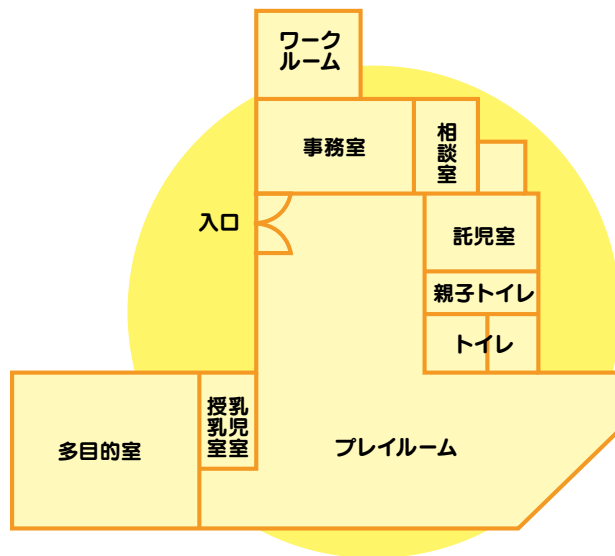 ワーク
ルーム
事務室
相談室
入口
託児室
親子トイレ
トイレ
授乳室
乳児室
多目的室
プレイルーム